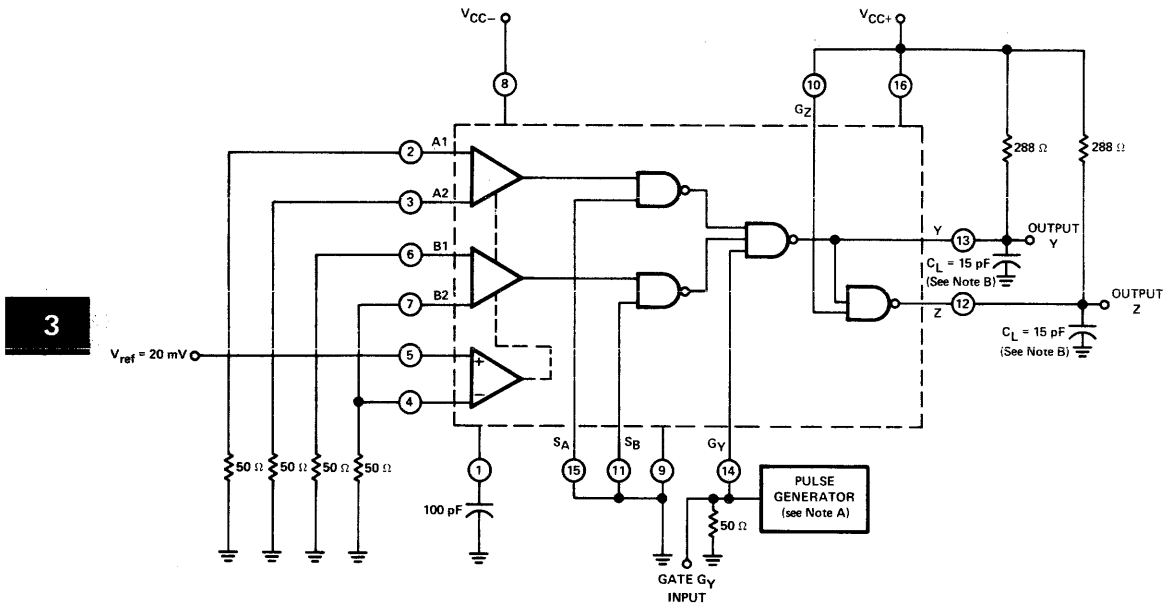 VCC−
VCC+
8
10
16
GZ
2
A1
3
A2
6
B1
7
B2
288 Ω
288 Ω
Y
13
OUTPUT
Y
CL = 15 pF
(See Note B)
Z
12
OUTPUT
Z
CL = 15 pF
(See Note B)
3
Vref = 20 mV
5
+
4
−
SA
SB
GY
50 Ω
50 Ω
50 Ω
50 Ω
1
15
11
9
14
100 pF
50 Ω
PULSE
GENERATOR
(see Note A)
GATE GY
INPUT